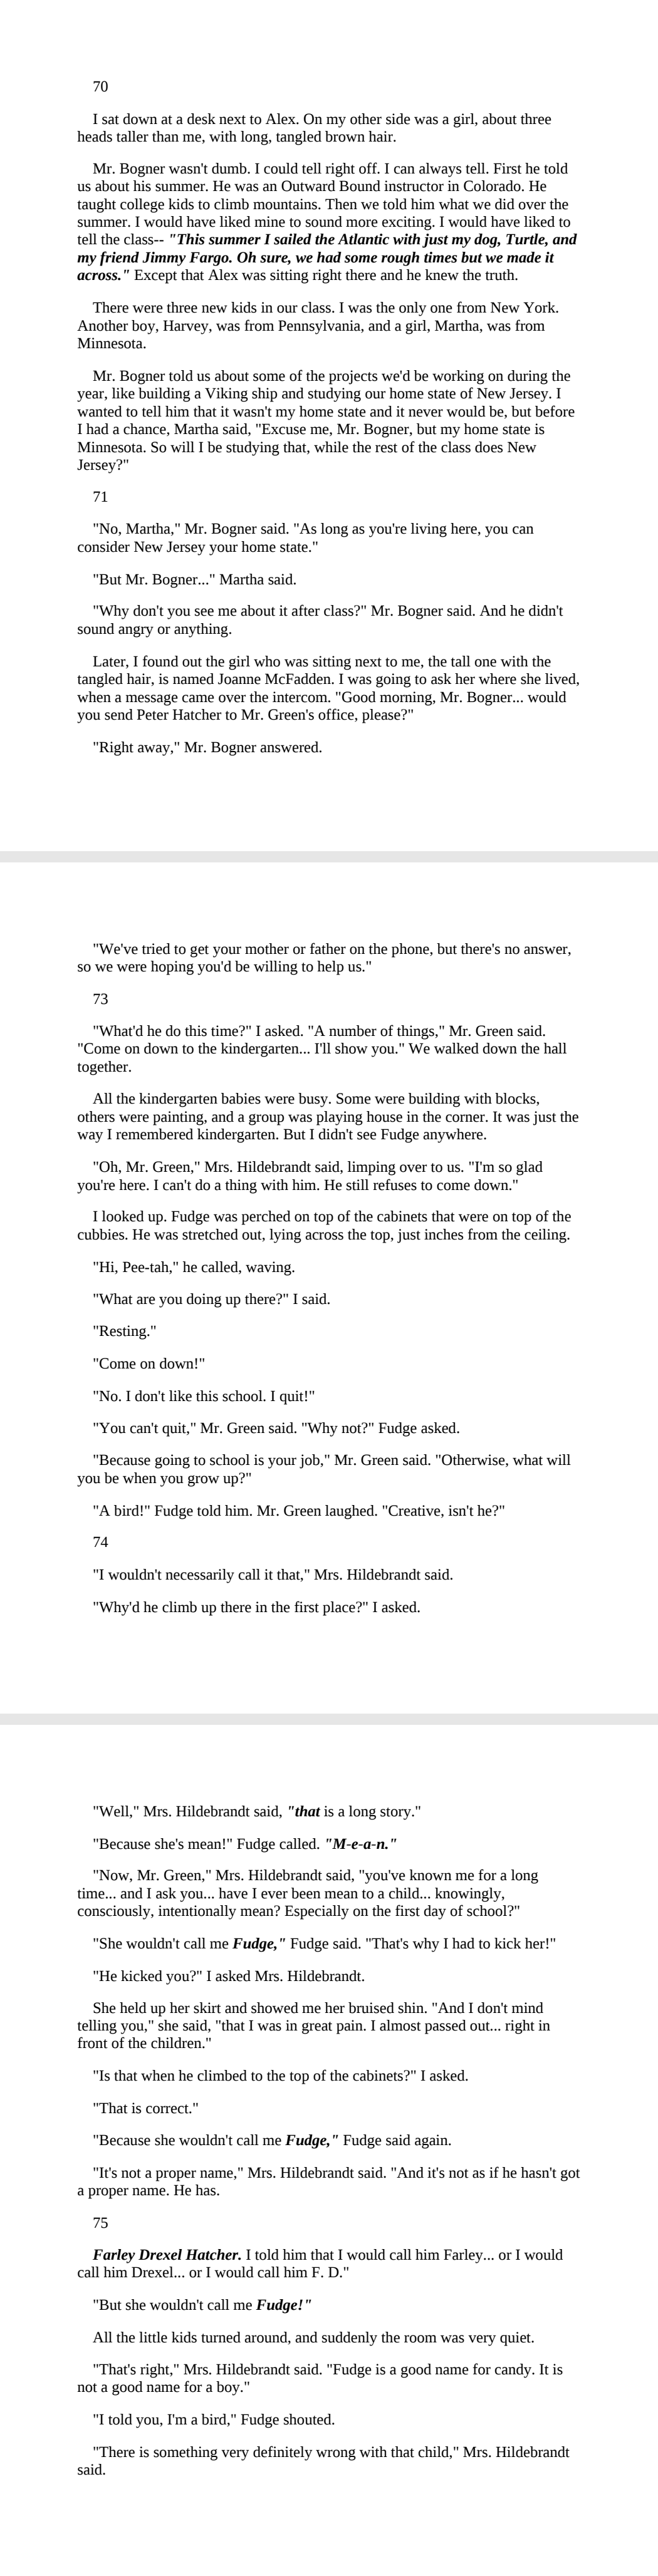 70
I sat down at a desk next to Alex. On my other side was a girl, about three
heads taller than me, with long, tangled brown hair.
Mr. Bogner wasn't dumb. I could tell right off. I can always tell. First he told
us about his summer. He was an Outward Bound instructor in Colorado. He
taught college kids to climb mountains. Then we told him what we did over the
summer. I would have liked mine to sound more exciting. I would have liked to
tell the class-- "This summer I sailed the Atlantic with just my dog, Turtle, and
my friend Jimmy Fargo. Oh sure, we had some rough times but we made it
across." Except that Alex was sitting right there and he knew the truth.
There were three new kids in our class. I was the only one from New York.
Another boy, Harvey, was from Pennsylvania, and a girl, Martha, was from
Minnesota.
Mr. Bogner told us about some of the projects we'd be working on during the
year, like building a Viking ship and studying our home state of New Jersey. I
wanted to tell him that it wasn't my home state and it never would be, but before
I had a chance, Martha said, "Excuse me, Mr. Bogner, but my home state is
Minnesota. So will I be studying that, while the rest of the class does New
Jersey?"
71
"No, Martha," Mr. Bogner said. "As long as you're living here, you can
consider New Jersey your home state."
"But Mr. Bogner..." Martha said.
"Why don't you see me about it after class?" Mr. Bogner said. And he didn't
sound angry or anything.
Later, I found out the girl who was sitting next to me, the tall one with the
tangled hair, is named Joanne McFadden. I was going to ask her where she lived,
when a message came over the intercom. "Good morning, Mr. Bogner... would
you send Peter Hatcher to Mr. Green's office, please?"
"Right away," Mr. Bogner answered.
"We've tried to get your mother or father on the phone, but there's no answer,
so we were hoping you'd be willing to help us."
73
"What'd he do this time?" I asked. "A number of things," Mr. Green said.
"Come on down to the kindergarten... I'll show you." We walked down the hall
together.
All the kindergarten babies were busy. Some were building with blocks,
others were painting, and a group was playing house in the corner. It was just the
way I remembered kindergarten. But I didn't see Fudge anywhere.
"Oh, Mr. Green," Mrs. Hildebrandt said, limping over to us. "I'm so glad
you're here. I can't do a thing with him. He still refuses to come down."
I looked up. Fudge was perched on top of the cabinets that were on top of the
cubbies. He was stretched out, lying across the top, just inches from the ceiling.
"Hi, Pee-tah," he called, waving.
"What are you doing up there?" I said.
"Resting."
"Come on down!"
"No. I don't like this school. I quit!"
"You can't quit," Mr. Green said. "Why not?" Fudge asked.
"Because going to school is your job," Mr. Green said. "Otherwise, what will
you be when you grow up?"
"A bird!" Fudge told him. Mr. Green laughed. "Creative, isn't he?"
74
"I wouldn't necessarily call it that," Mrs. Hildebrandt said.
"Why'd he climb up there in the first place?" I asked.
"Well," Mrs. Hildebrandt said, "that is a long story."
"Because she's mean!" Fudge called. "M-e-a-n."
"Now, Mr. Green," Mrs. Hildebrandt said, "you've known me for a long
time... and I ask you... have I ever been mean to a child... knowingly,
consciously, intentionally mean? Especially on the first day of school?"
"She wouldn't call me Fudge," Fudge said. "That's why I had to kick her!"
"He kicked you?" I asked Mrs. Hildebrandt.
She held up her skirt and showed me her bruised shin. "And I don't mind
telling you," she said, "that I was in great pain. I almost passed out... right in
front of the children."
"Is that when he climbed to the top of the cabinets?" I asked.
"That is correct."
"Because she wouldn't call me Fudge," Fudge said again.
"It's not a proper name," Mrs. Hildebrandt said. "And it's not as if he hasn't got
a proper name. He has.
75
Farley Drexel Hatcher. I told him that I would call him Farley... or I would
call him Drexel... or I would call him F. D."
"But she wouldn't call me Fudge!"
All the little kids turned around, and suddenly the room was very quiet.
"That's right," Mrs. Hildebrandt said. "Fudge is a good name for candy. It is
not a good name for a boy."
"I told you, I'm a bird," Fudge shouted.
"There is something very definitely wrong with that child," Mrs. Hildebrandt
said.